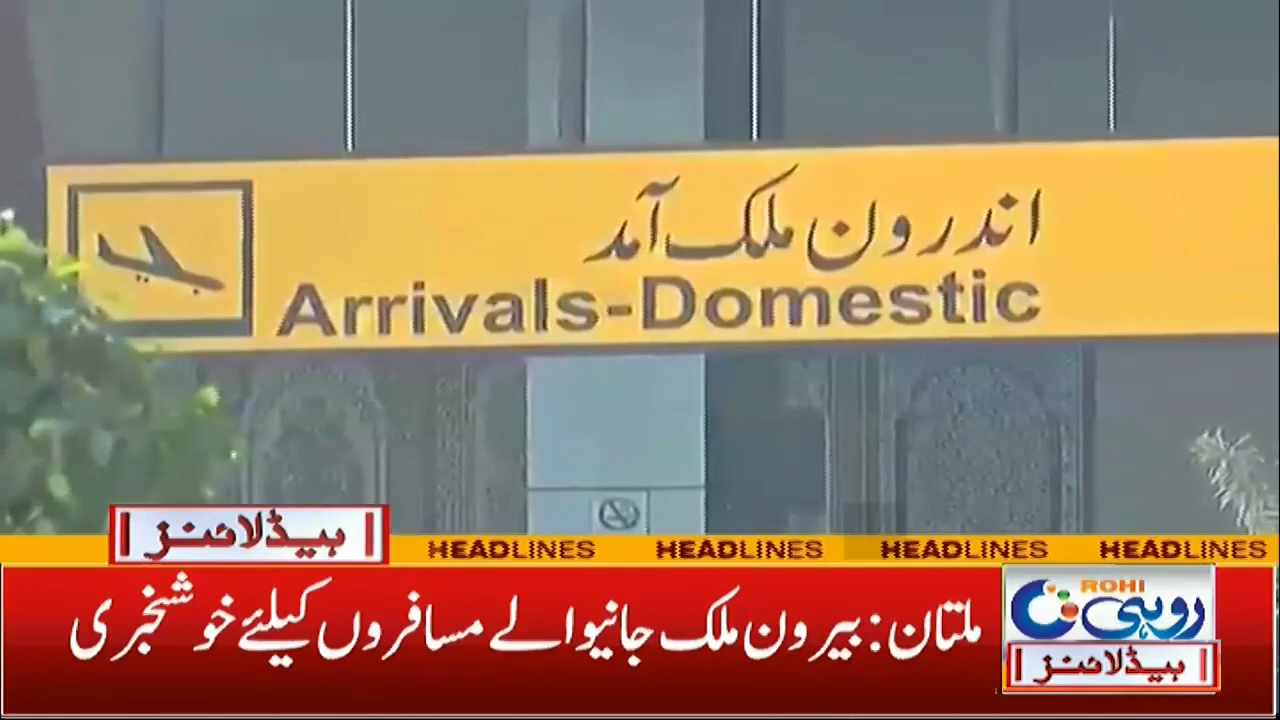 اندرون ملک آمد
Arrivals-Domestic
ہیڈلائنز
HEADLINES HEADLINES HEADLINES HEADLINES
ملتان: بیرون ملک جانیوالے مسافروں کیلئے خوشخبری
ROHI
روہی
ہیڈلائنز